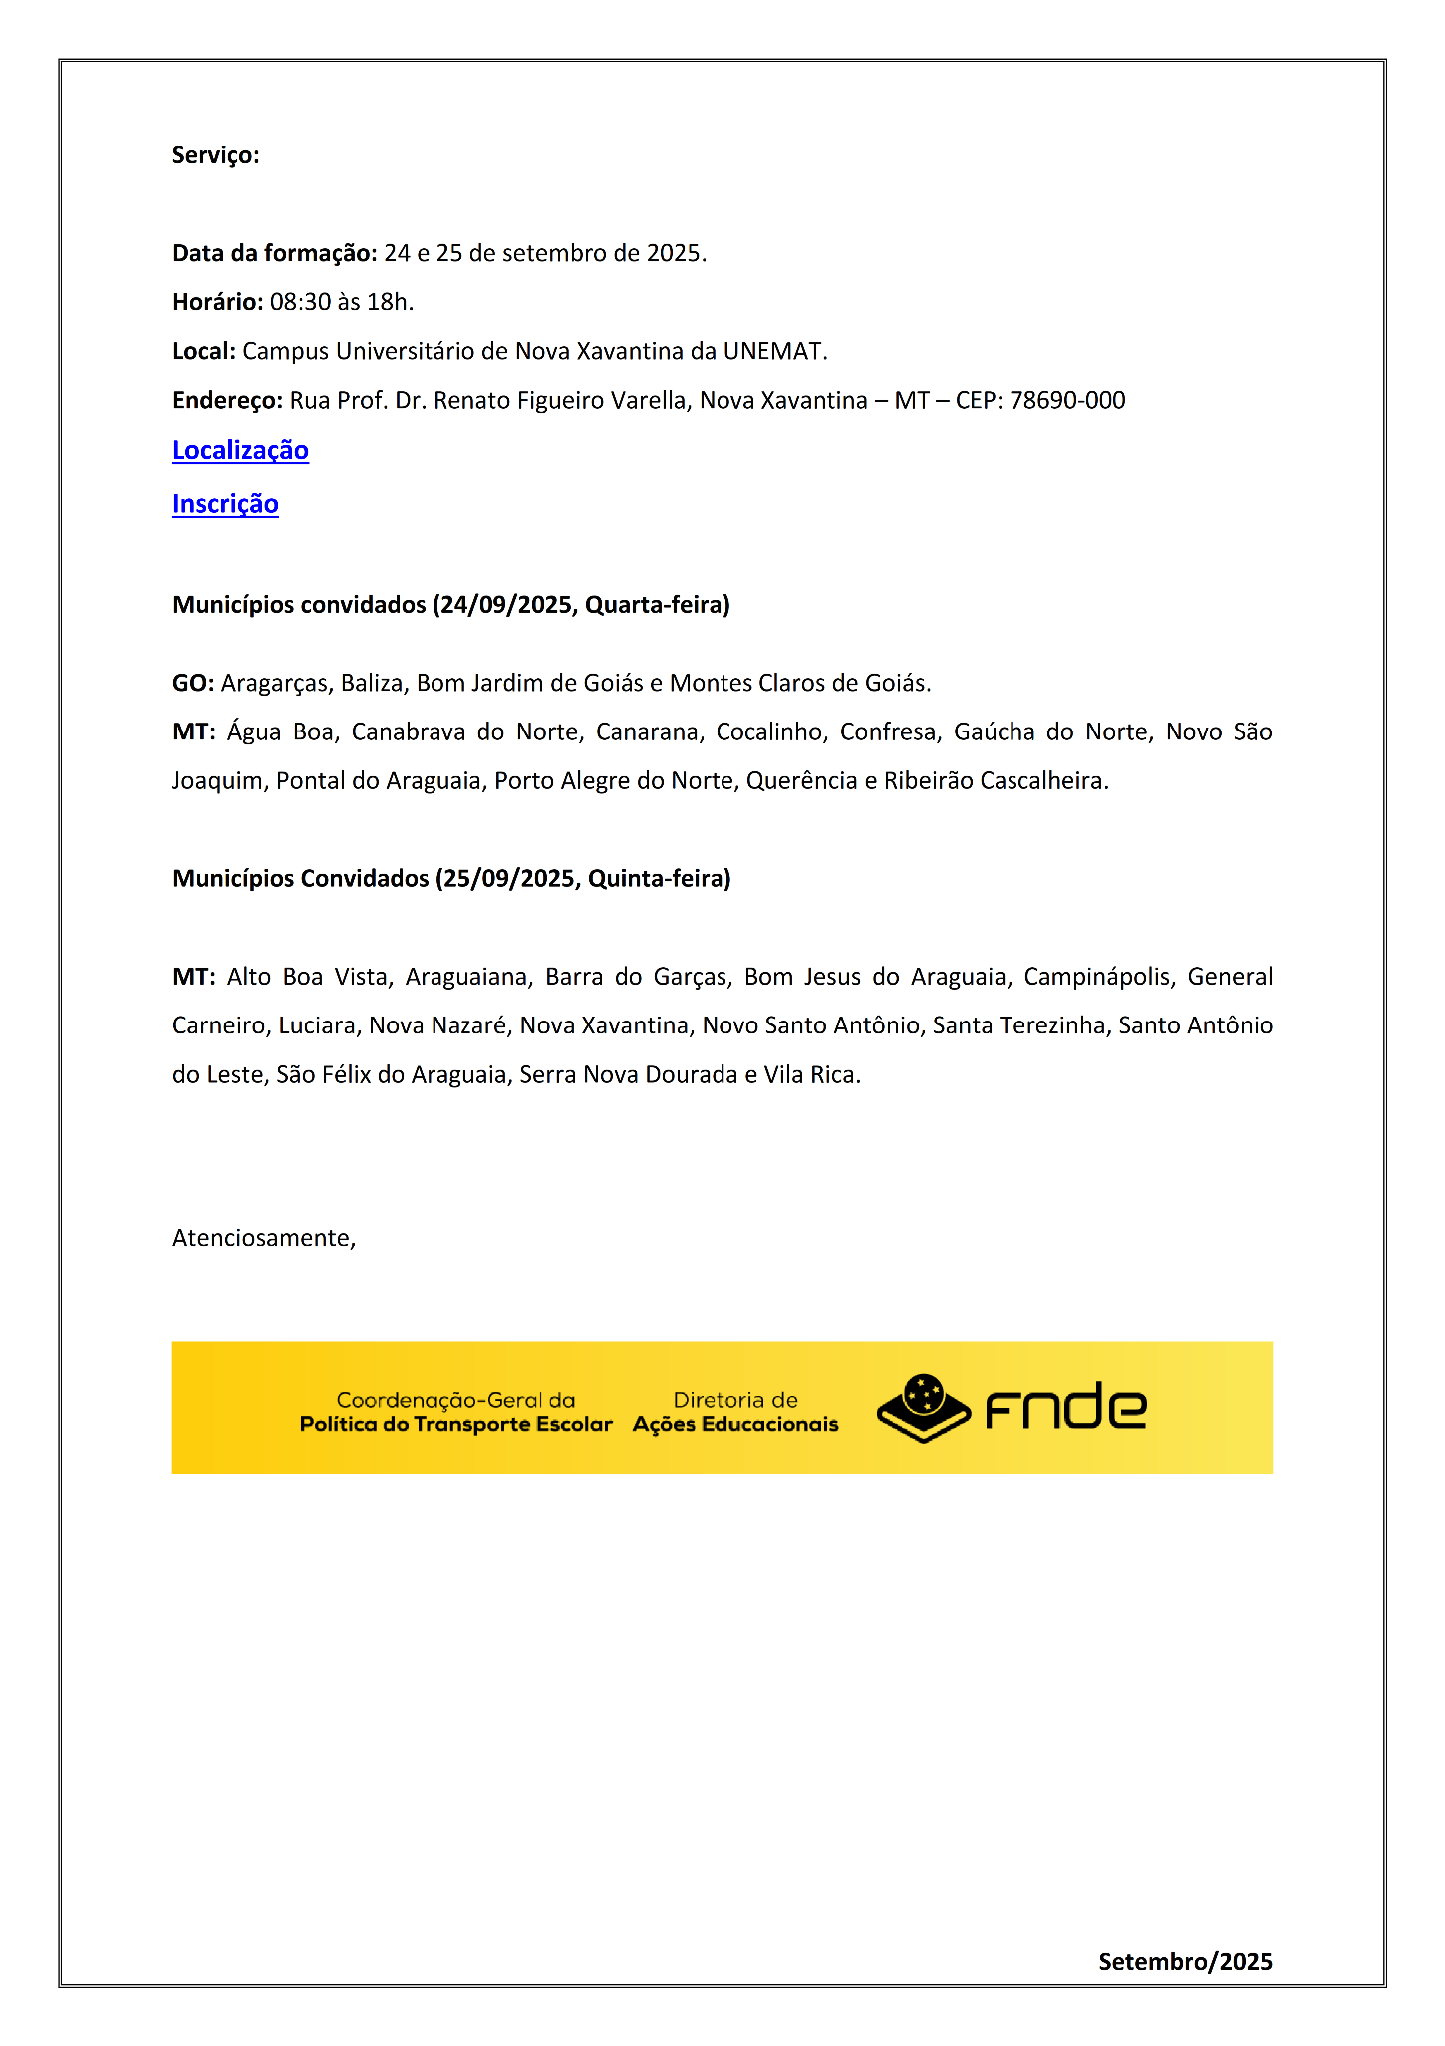 Serviço:
Data da formação: 24 e 25 de setembro de 2025.
Horário: 08:30 às 18h.
Local: Campus Universitário de Nova Xavantina da UNEMAT.
Endereço: Rua Prof. Dr. Renato Figueiro Varella, Nova Xavantina – MT – CEP: 78690-000
Localização
Inscrição
Municípios convidados (24/09/2025, Quarta-feira)
GO: Aragarças, Baliza, Bom Jardim de Goiás e Montes Claros de Goiás.
MT: Água Boa, Canabrava do Norte, Canarana, Cocalinho, Confresa, Gaúcha do Norte, Novo São
Joaquim, Pontal do Araguaia, Porto Alegre do Norte, Querência e Ribeirão Cascalheira.
Municípios Convidados (25/09/2025, Quinta-feira)
MT: Alto Boa Vista, Araguaiana, Barra do Garças, Bom Jesus do Araguaia, Campinápolis, General
Carneiro, Luciara, Nova Nazaré, Nova Xavantina, Novo Santo Antônio, Santa Terezinha, Santo Antônio
do Leste, São Félix do Araguaia, Serra Nova Dourada e Vila Rica.
Atenciosamente,
Coordenação-Geral da
Política do Transporte Escolar
Diretoria de
Ações Educacionais
fnde
Setembro/2025